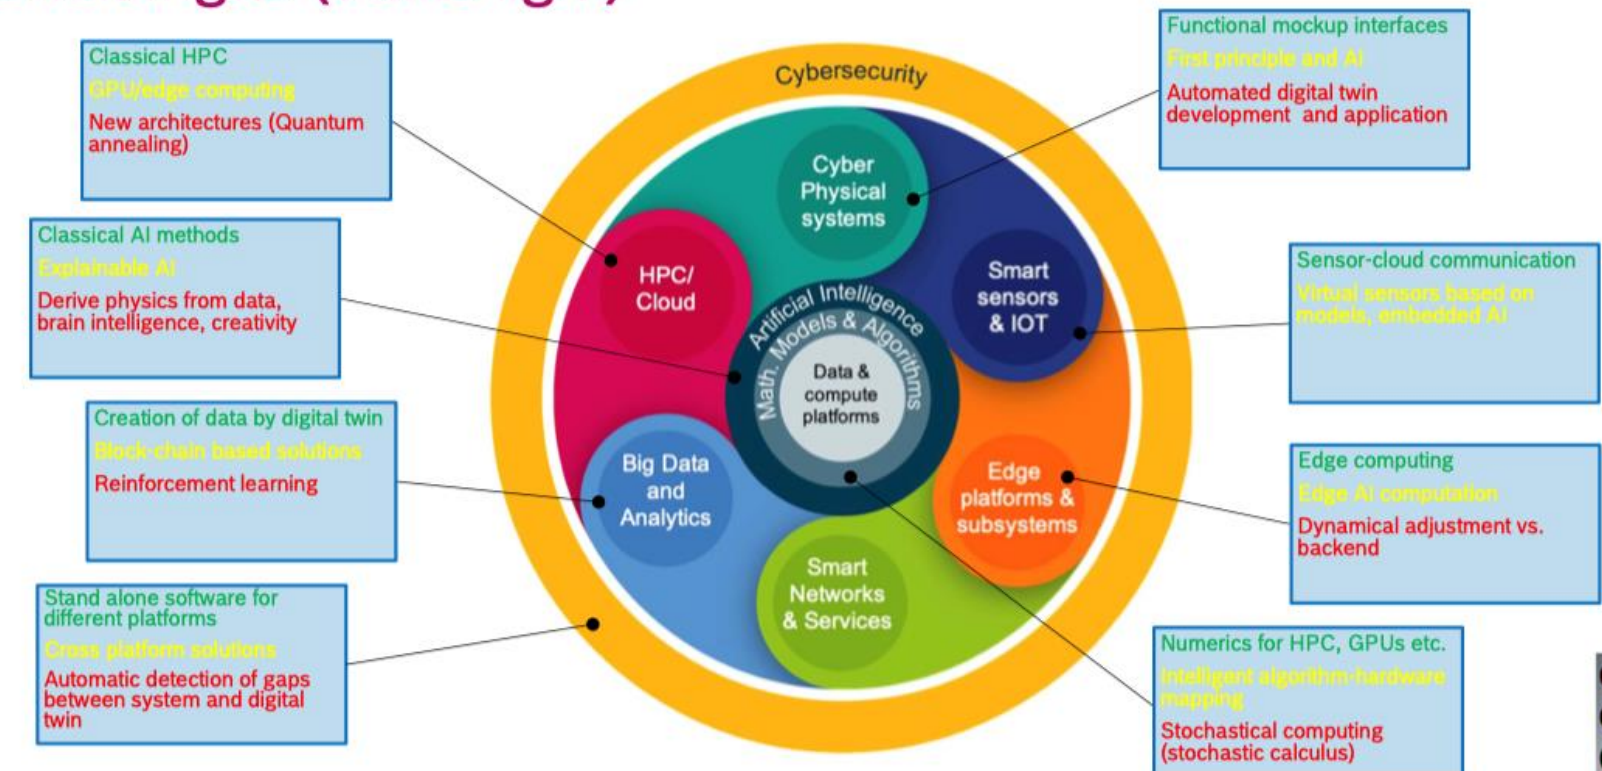 Classical HPC
GPU/edge computing
New architectures (Quantum
annealing)
Classical AI methods
Explainable AI
Derive physics from data,
brain intelligence, creativity
Creation of data by digital twin
Block-chain based solutions
Reinforcement learning
Stand alone software for
different platforms
Cross platform solutions
Automatic detection of gaps
between system and digital
twin
Cybersecurity
Cyber
Physical
systems
HPC/
Cloud
Smart
sensors
& IOT
Artificial Intelligence
Math. Models & Algorithms
Data &
compute
platforms
Big Data
and
Analytics
Edge
platforms &
subsystems
Smart
Networks
& Services
Functional mockup interfaces
First principle and AI
Automated digital twin
development and application
Sensor-cloud communication
Virtual sensors based on
models, embedded AI
Edge computing
Edge AI computation
Dynamical adjustment vs.
backend
Numerics for HPC, GPUs etc.
Intelligent algorithm-hardware
mapping
Stochastical computing
(stochastic calculus)